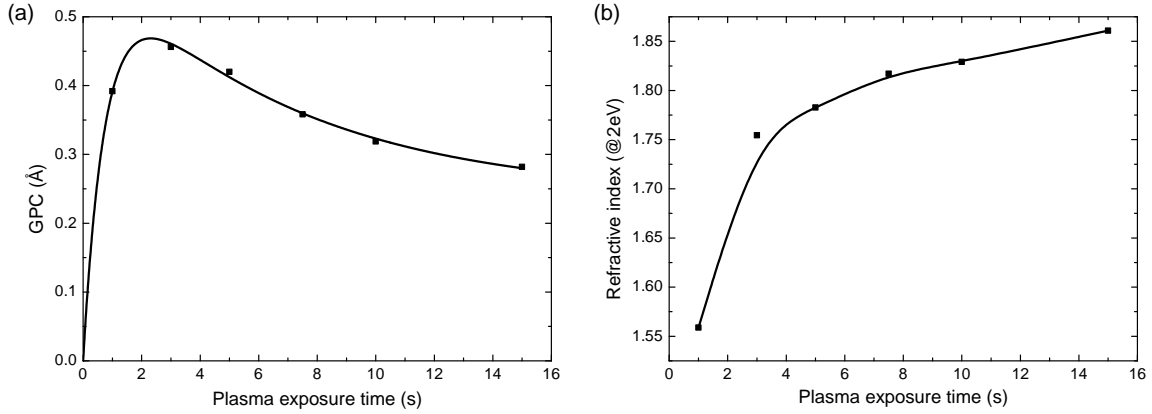 (a)
0.5
0.4
0.3
0.2
0.1
0.0
GPC (Å)
0 2 4 6 8 10 12 14 16
Plasma exposure time (s)
(b)
1.85
1.80
1.75
1.70
1.65
1.60
1.55
Refractive index (@2eV)
0 2 4 6 8 10 12 14 16
Plasma exposure time (s)